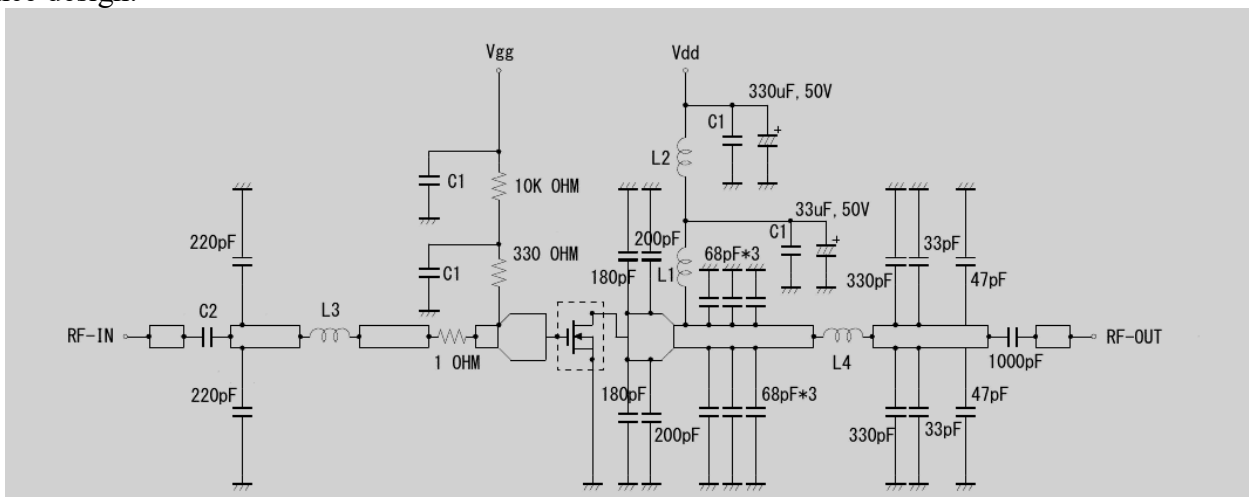 Vgg
Vdd
330uF, 50V
C1
L2
C1
10K OHM
33uF, 50V
C1
220pF
200pF
33pF
330 OHM
68pF*3
C1
L1
180pF
330pF
47pF
C2
L3
RF-IN
RF-OUT
1 OHM
L4
1000pF
220pF
180pF
68pF*3
47pF
200pF
330pF
33pF